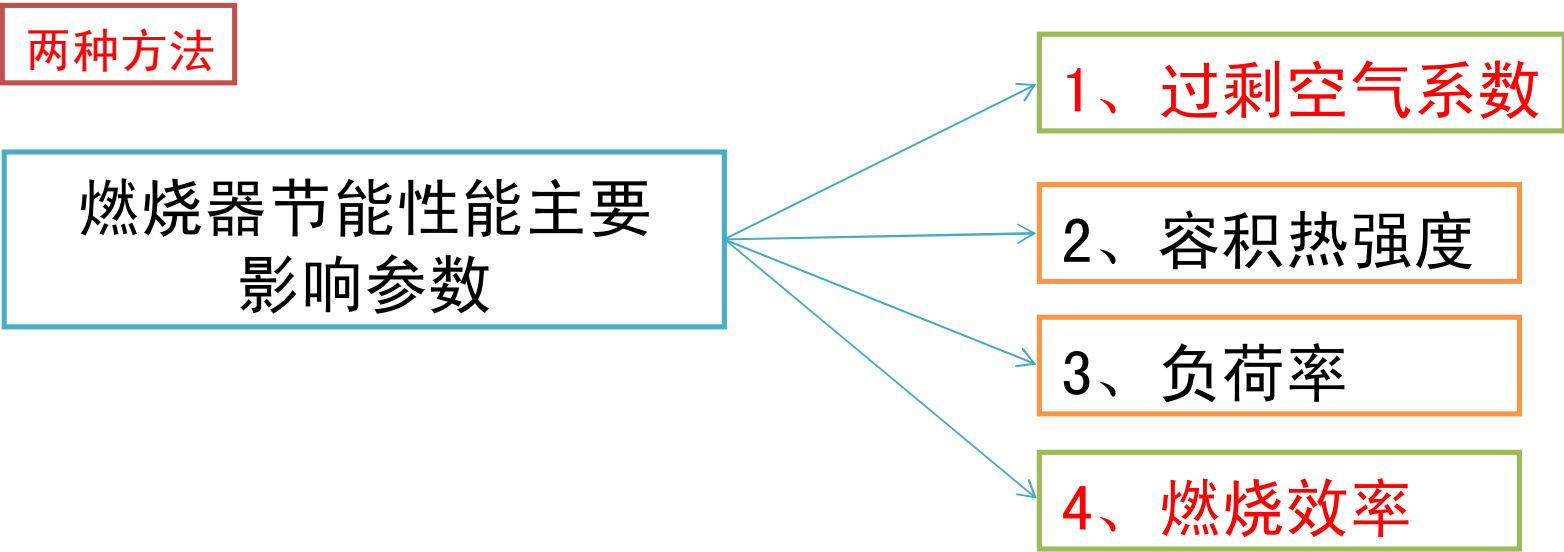 两种方法
燃烧器节能性能主要
影响参数
1、过剩空气系数
2、容积热强度
3、负荷率
4、燃烧效率